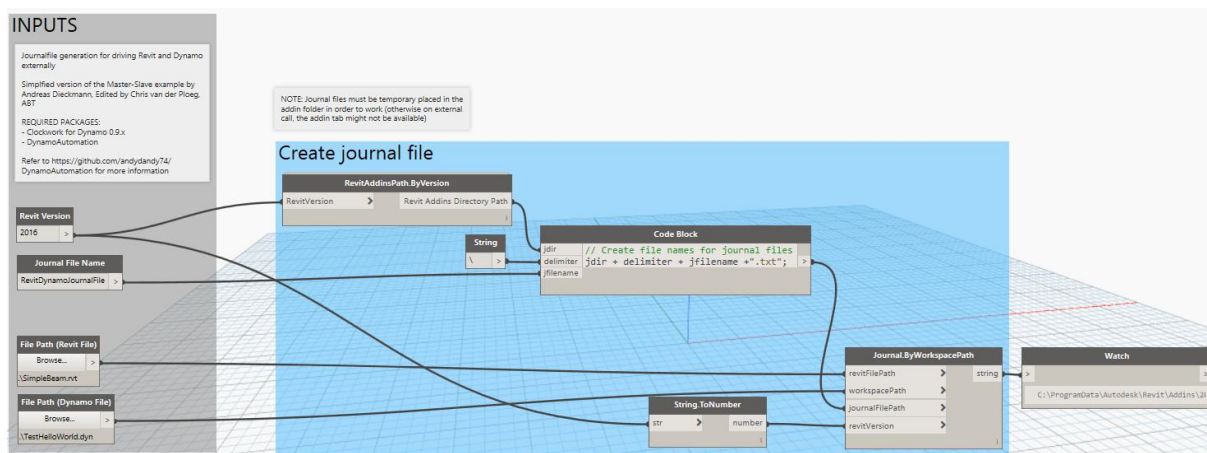 INPUTS
Journalfile generation for driving Revit and Dynamo
externally
Simplfied version of the Master-Slave example by
Andreas Dieckmann, Edited by Chris van der Ploeg,
ABT
REQUIRED PACKAGES:
- Clockwork for Dynamo 0.9.x
- DynamoAutomation
Refer to https://github.com/andydandy74/
DynamoAutomation for more information
NOTE: Journal files must be temporary placed in the
addin folder in order to work (otherwise on external
call, the addin tab might not be available)
Create journal file
RevitAddinsPath.ByVersion
RevitVersion > Revit Addins Directory Path
Revit Version
2016 >
Journal File Name
RevitDynamoJournalFile >
String
\ >
Code Block
jdir // Create file names for journal files
delimiter jdir + delimiter + jfilename +".txt"; >
jfilename
File Path (Revit File)
Browse... >
.\SimpleBeam.rvt
File Path (Dynamo File)
Browse... >
.\TestHelloWorld.dyn
String.ToNumber
str > number
Journal.ByWorkspacePath
revitFilePath > string
workspacePath >
journalFilePath >
revitVersion >
Watch
> >
C:\ProgramData\Autodesk\Revit\Addins\2